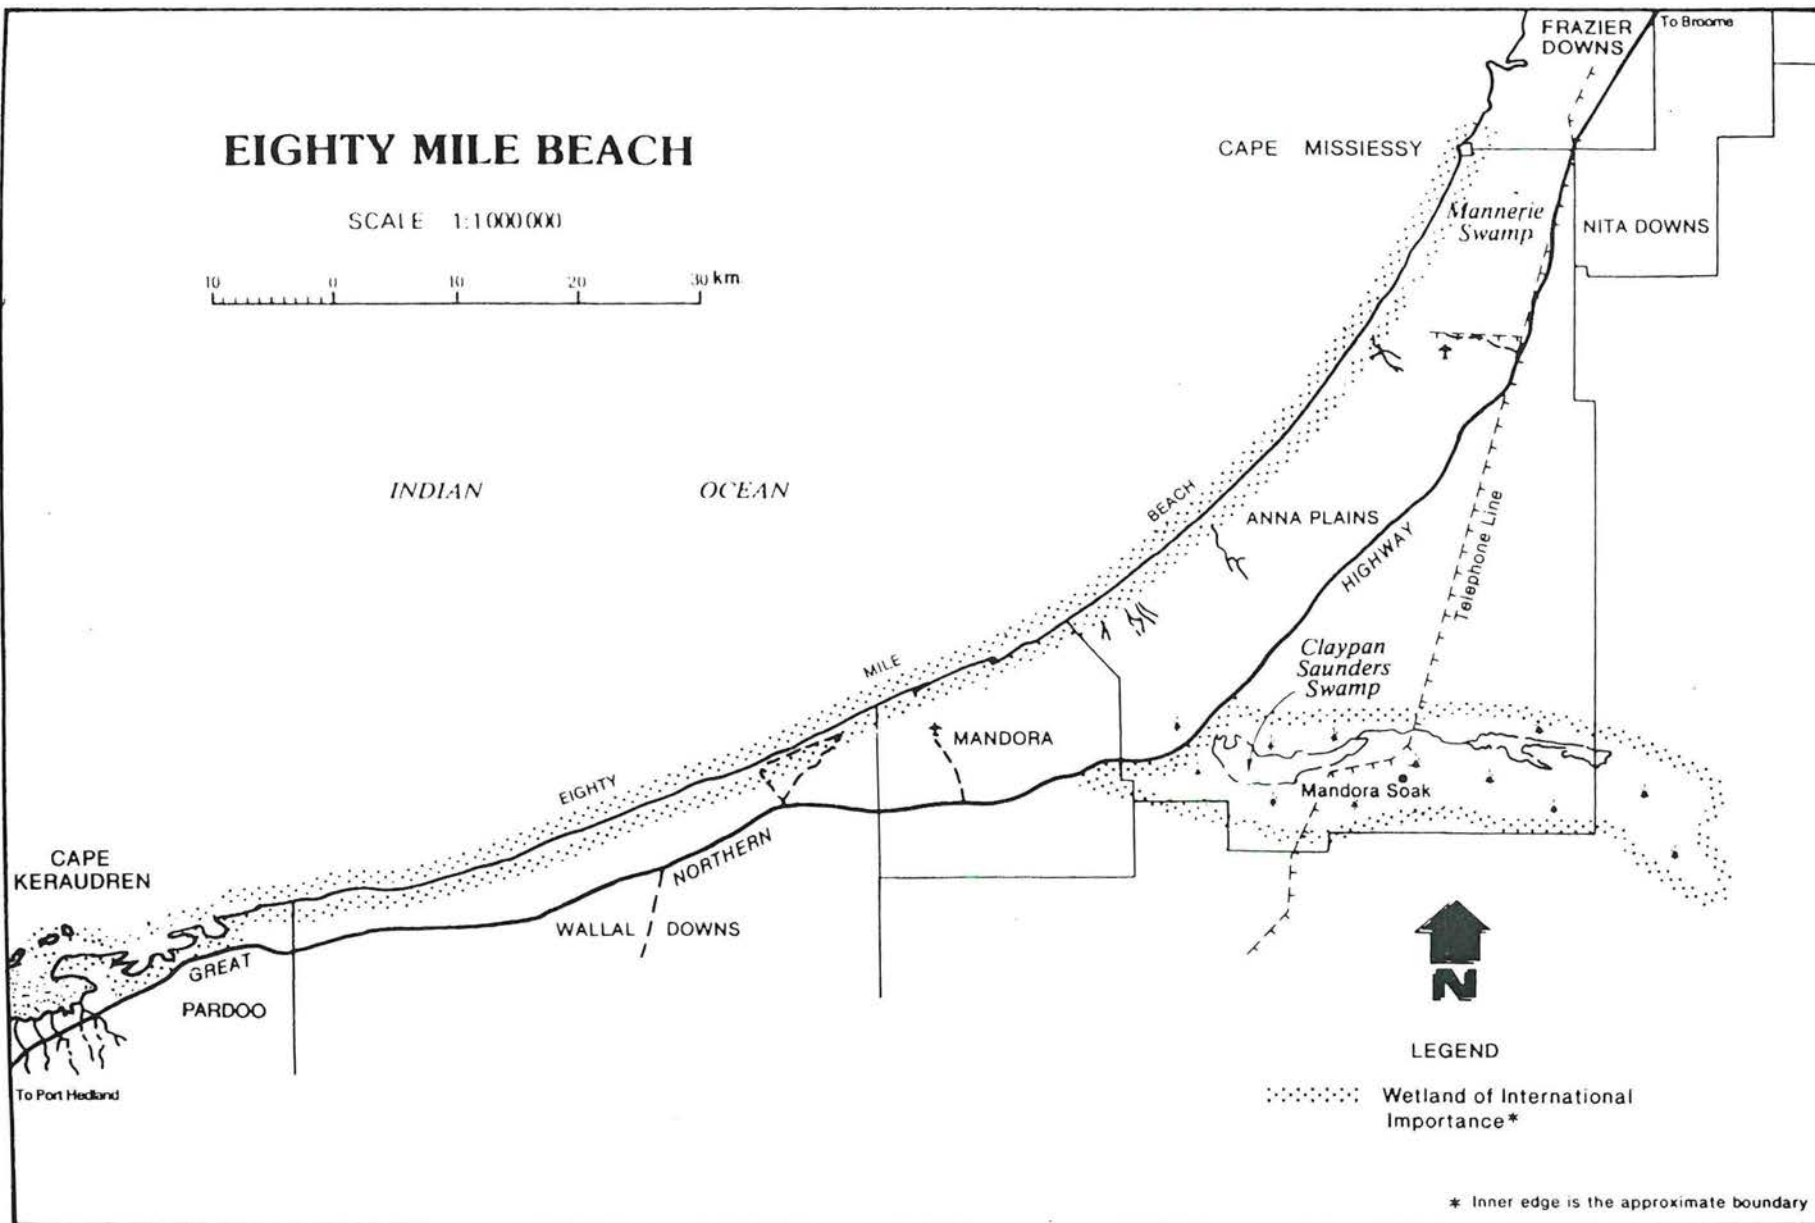 To Broome
FRAZIER
DOWNS
EIGHTY MILE BEACH
CAPE MISSIESSY
SCALE 1:1000000
Mannerie
Swamp
NITA DOWNS
10 0 10 20 30 km
INDIAN OCEAN
BEACH
ANNA PLAINS
HIGHWAY
Telephone Line
Claypan
Saunders
Swamp
MILE
MANDORA
EIGHTY
Mandora Soak
CAPE
KERAUDREN
NORTHERN
WALLAL DOWNS
GREAT
PARDOO
N
LEGEND
To Port Hedland
Wetland of International
Importance*
* Inner edge is the approximate boundary